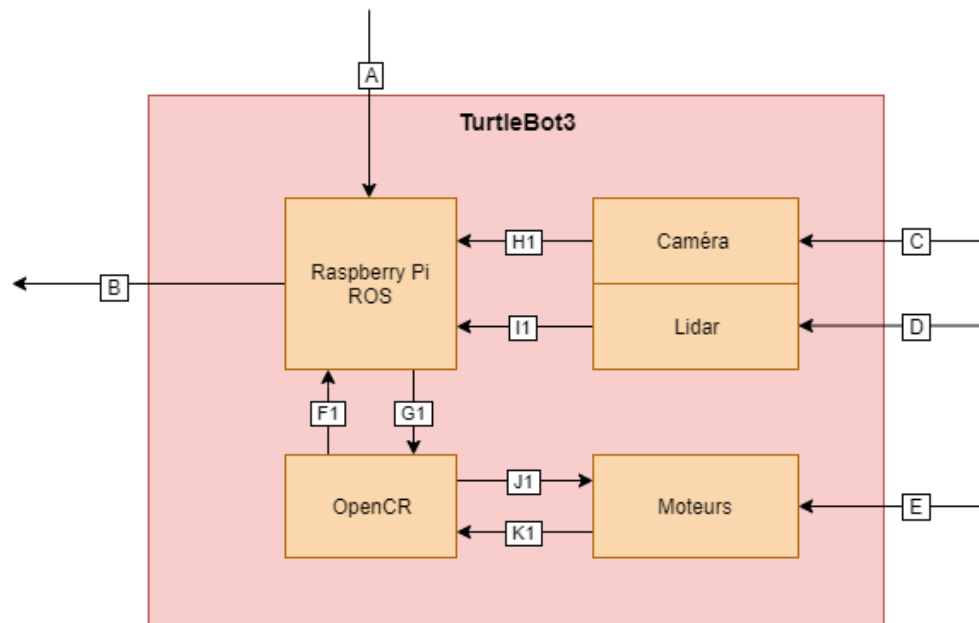 A
TurtleBot3
H1
Caméra
C
Raspberry Pi
ROS
B
I1
Lidar
D
F1
G1
J1
OpenCR
Moteurs
E
K1